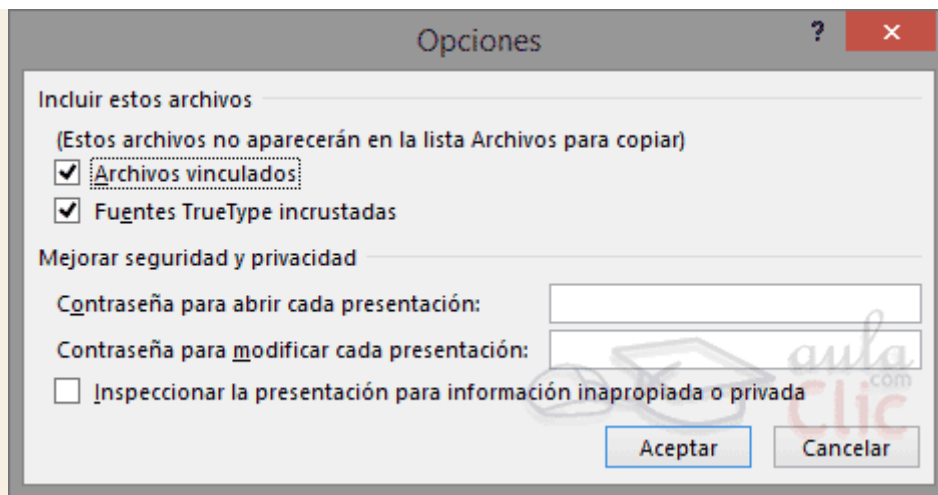 Opciones
?
Incluir estos archivos
(Estos archivos no aparecerán en la lista Archivos para copiar)
Archivos vinculados
Fuentes TrueType incrustadas
Mejorar seguridad y privacidad
Contraseña para abrir cada presentación:
Contraseña para modificar cada presentación:
Inspeccionar la presentación para información inapropiada o privada
aula
.com
Clic
Aceptar Cancelar